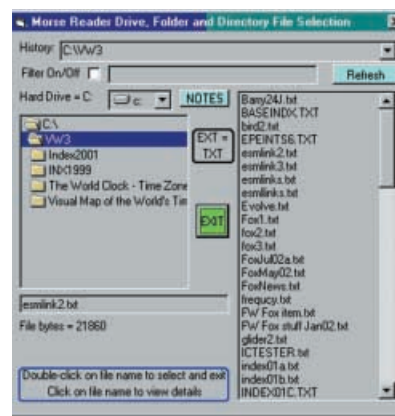 Morse Reader Drive, Folder and Directory File Selection
History: C:\VW3
Filter On/Off
Refresh
Hard Drive = C:
c:
NOTES
C:\
VW3
Index2001
INX1999
The World Clock - Time Zone
Visual Map of the World's Tim
EXT =
TXT
EXIT
esmlink2.txt
File bytes = 21860
Double-click on file name to select and exit
Click on file name to view details
Barry24J.txt
BASEINDX.TXT
bird2.txt
EPEINTS6.TXT
esmlink2.txt
esmlink3.txt
esmlinks.txt
esmllinks.txt
Evolve.txt
Fox1.txt
fox2.txt
fox3.txt
FoxJul02a.txt
FoxMay02.txt
FoxNews.txt
frequcy.txt
FW Fox item.txt
FW Fox stuff Jan02.txt
glider2.txt
ICTESTER.txt
index01a.txt
index01b.txt
INDEX01C.TXT